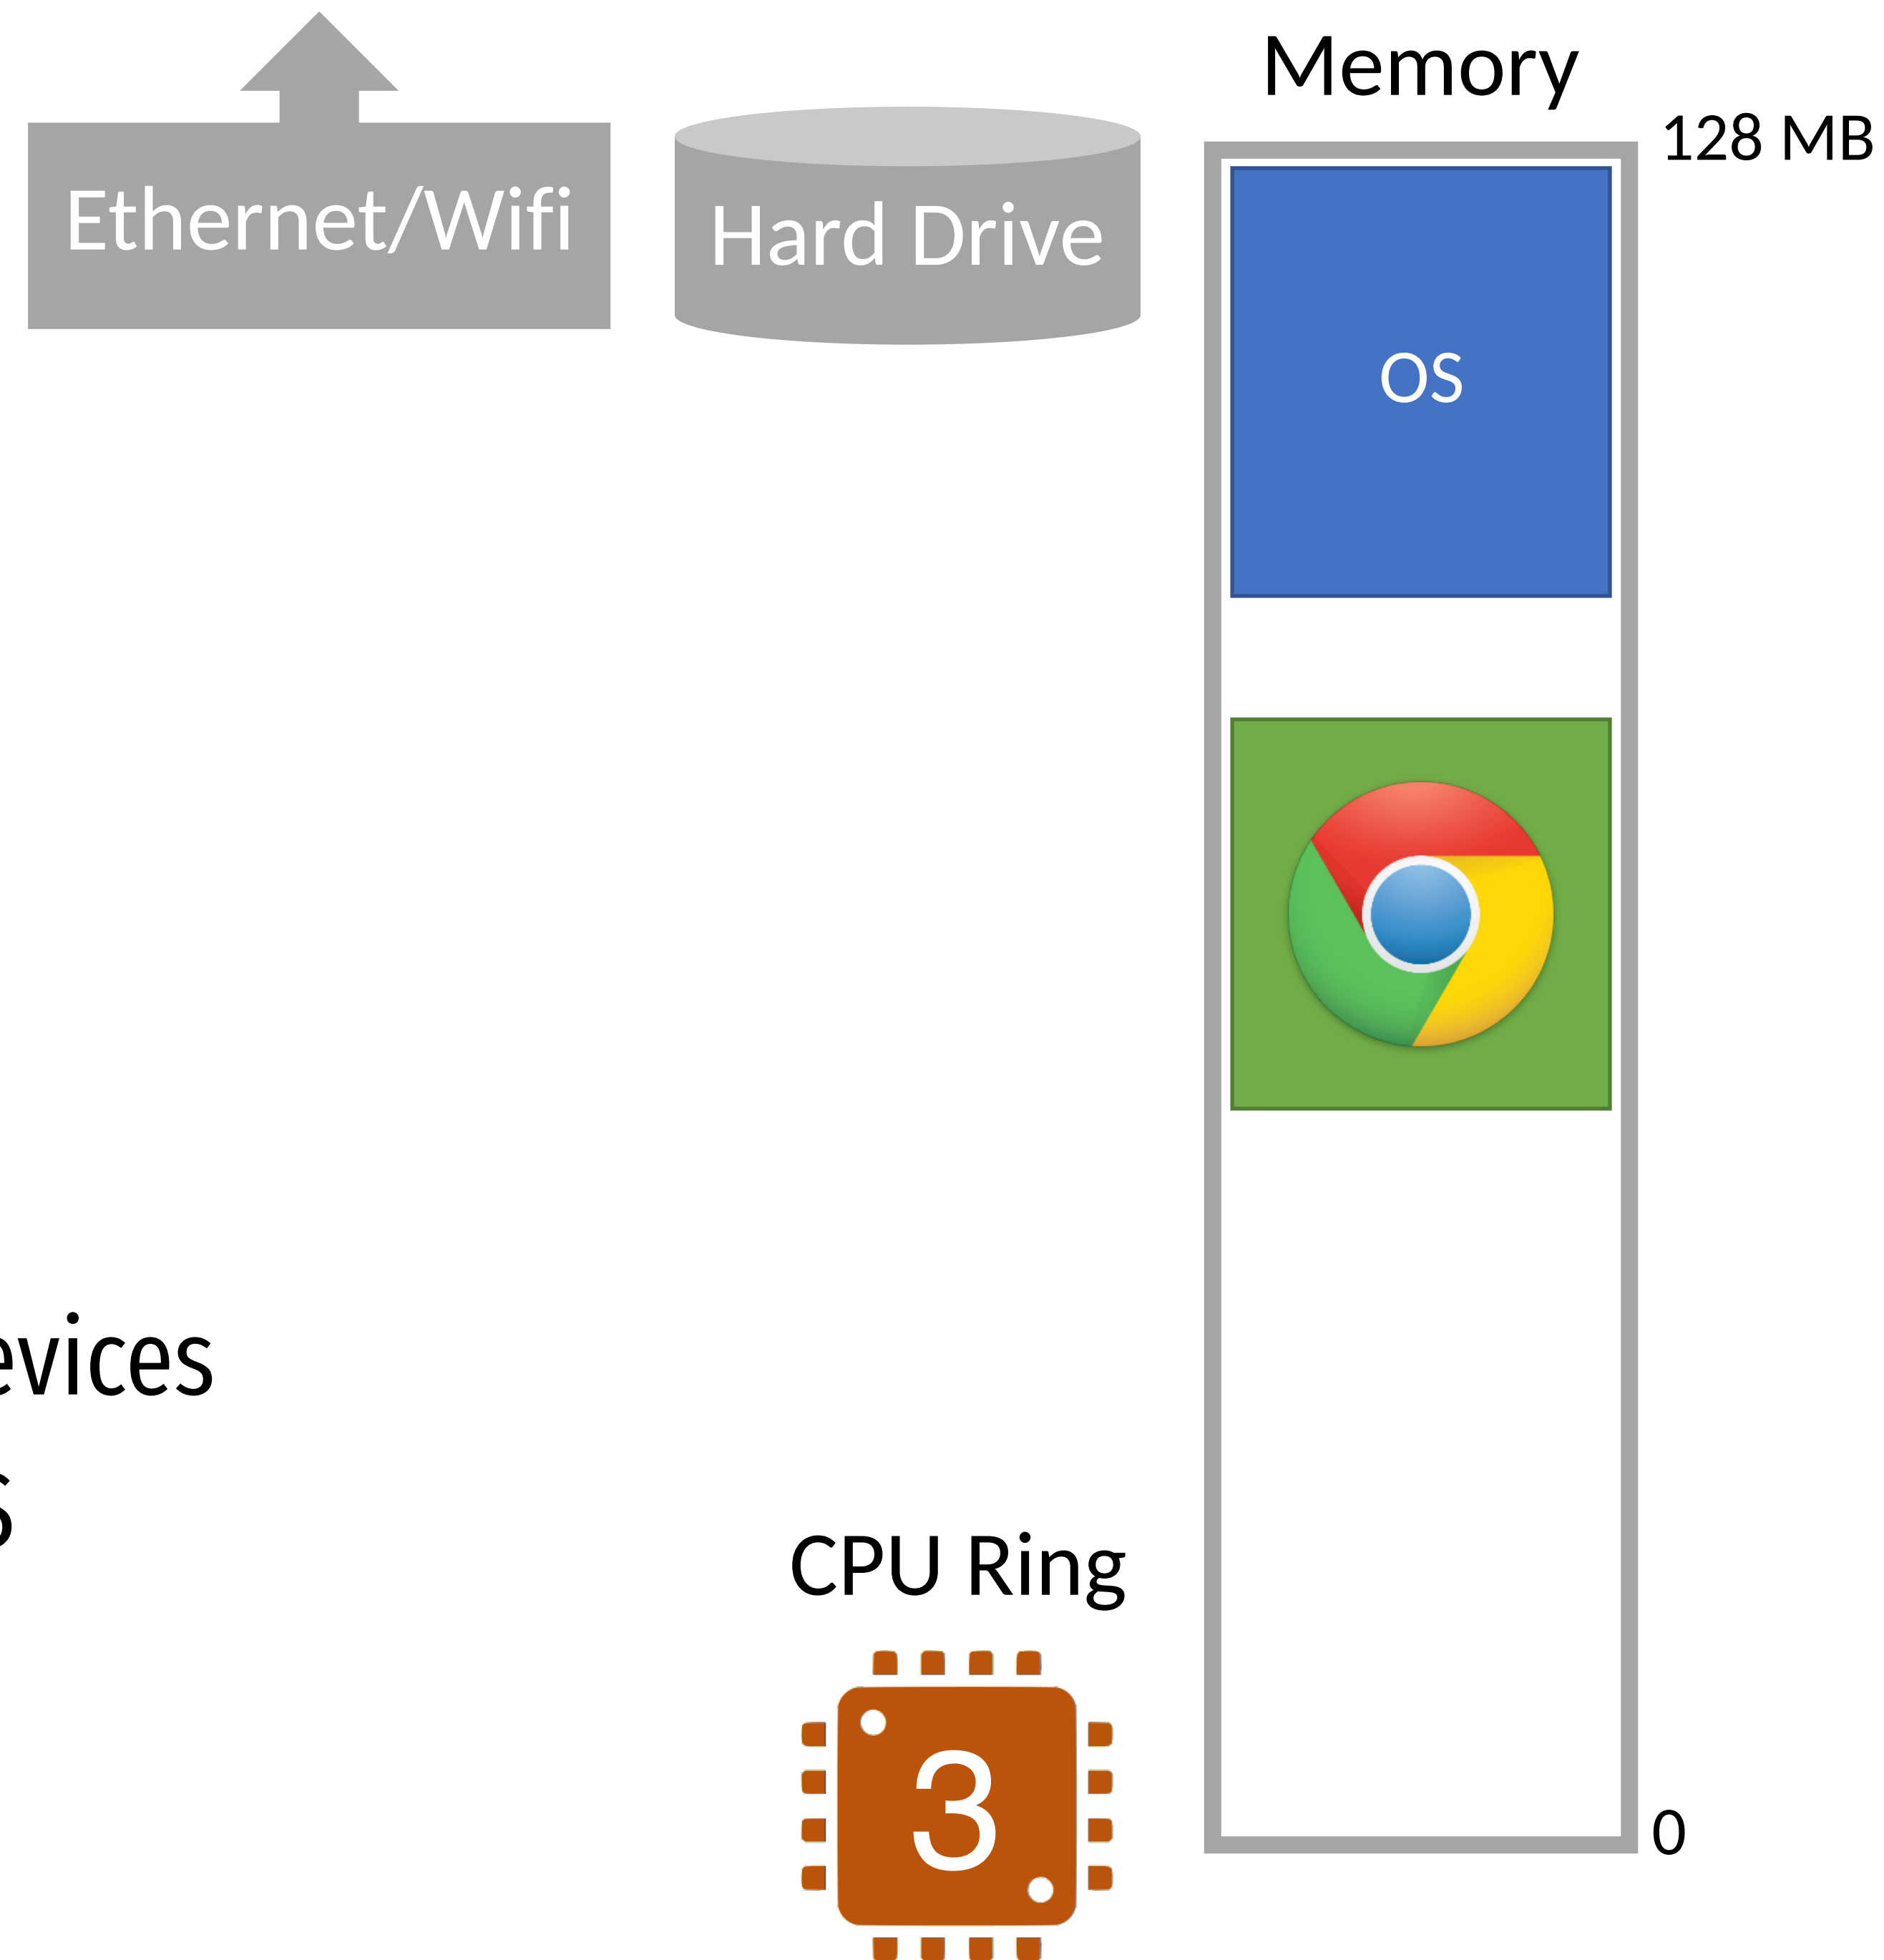 Memory
128 MB
Ethernet/Wifi
Hard Drive
OS
evices
s
CPU Ring
3
0